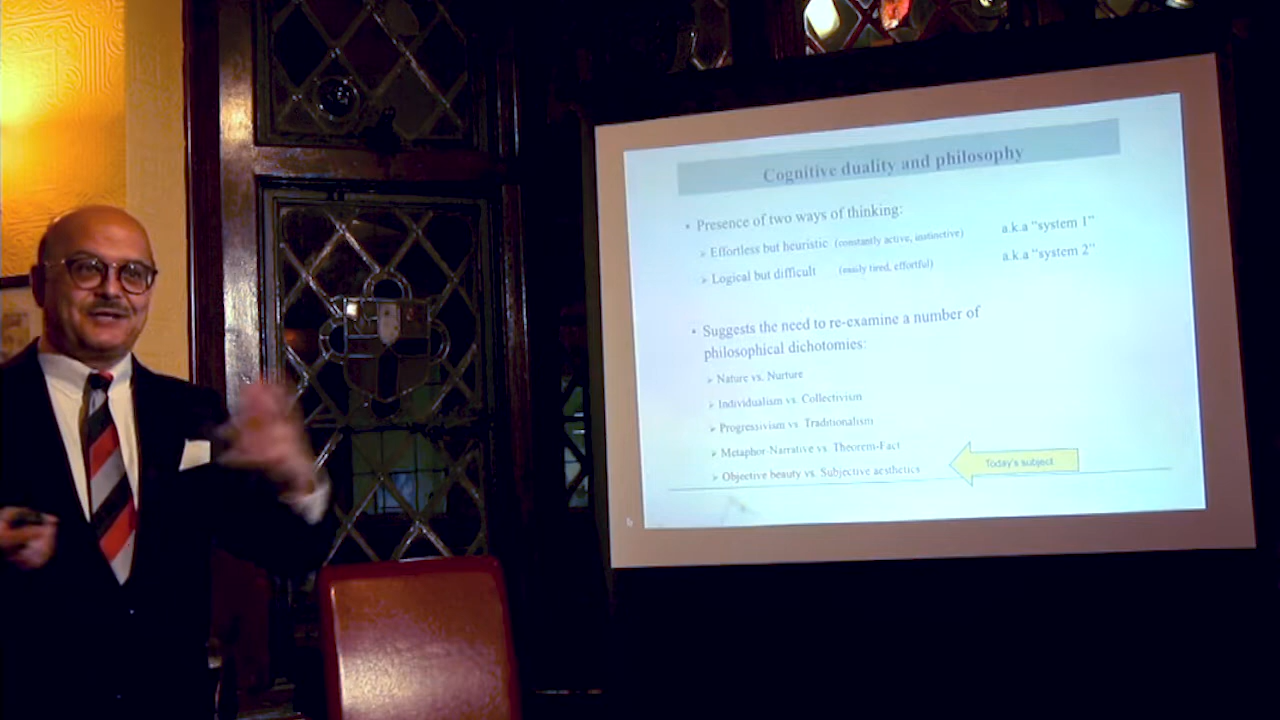 Cognitive duality and philosophy
• Presence of two ways of thinking:
➢ Effortless but heuristic (constantly active, instinctive) a.k.a "system 1"
➢ Logical but difficult (easily tired, effortful) a.k.a "system 2"
• Suggests the need to re-examine a number of
philosophical dichotomies:
➢ Nature vs. Nurture
➢ Individualism vs. Collectivism
➢ Progressivism vs. Traditionalism
➢ Metaphor-Narrative vs. Theorem-Fact
➢ Objective beauty vs. Subjective aesthetics
Today's subject